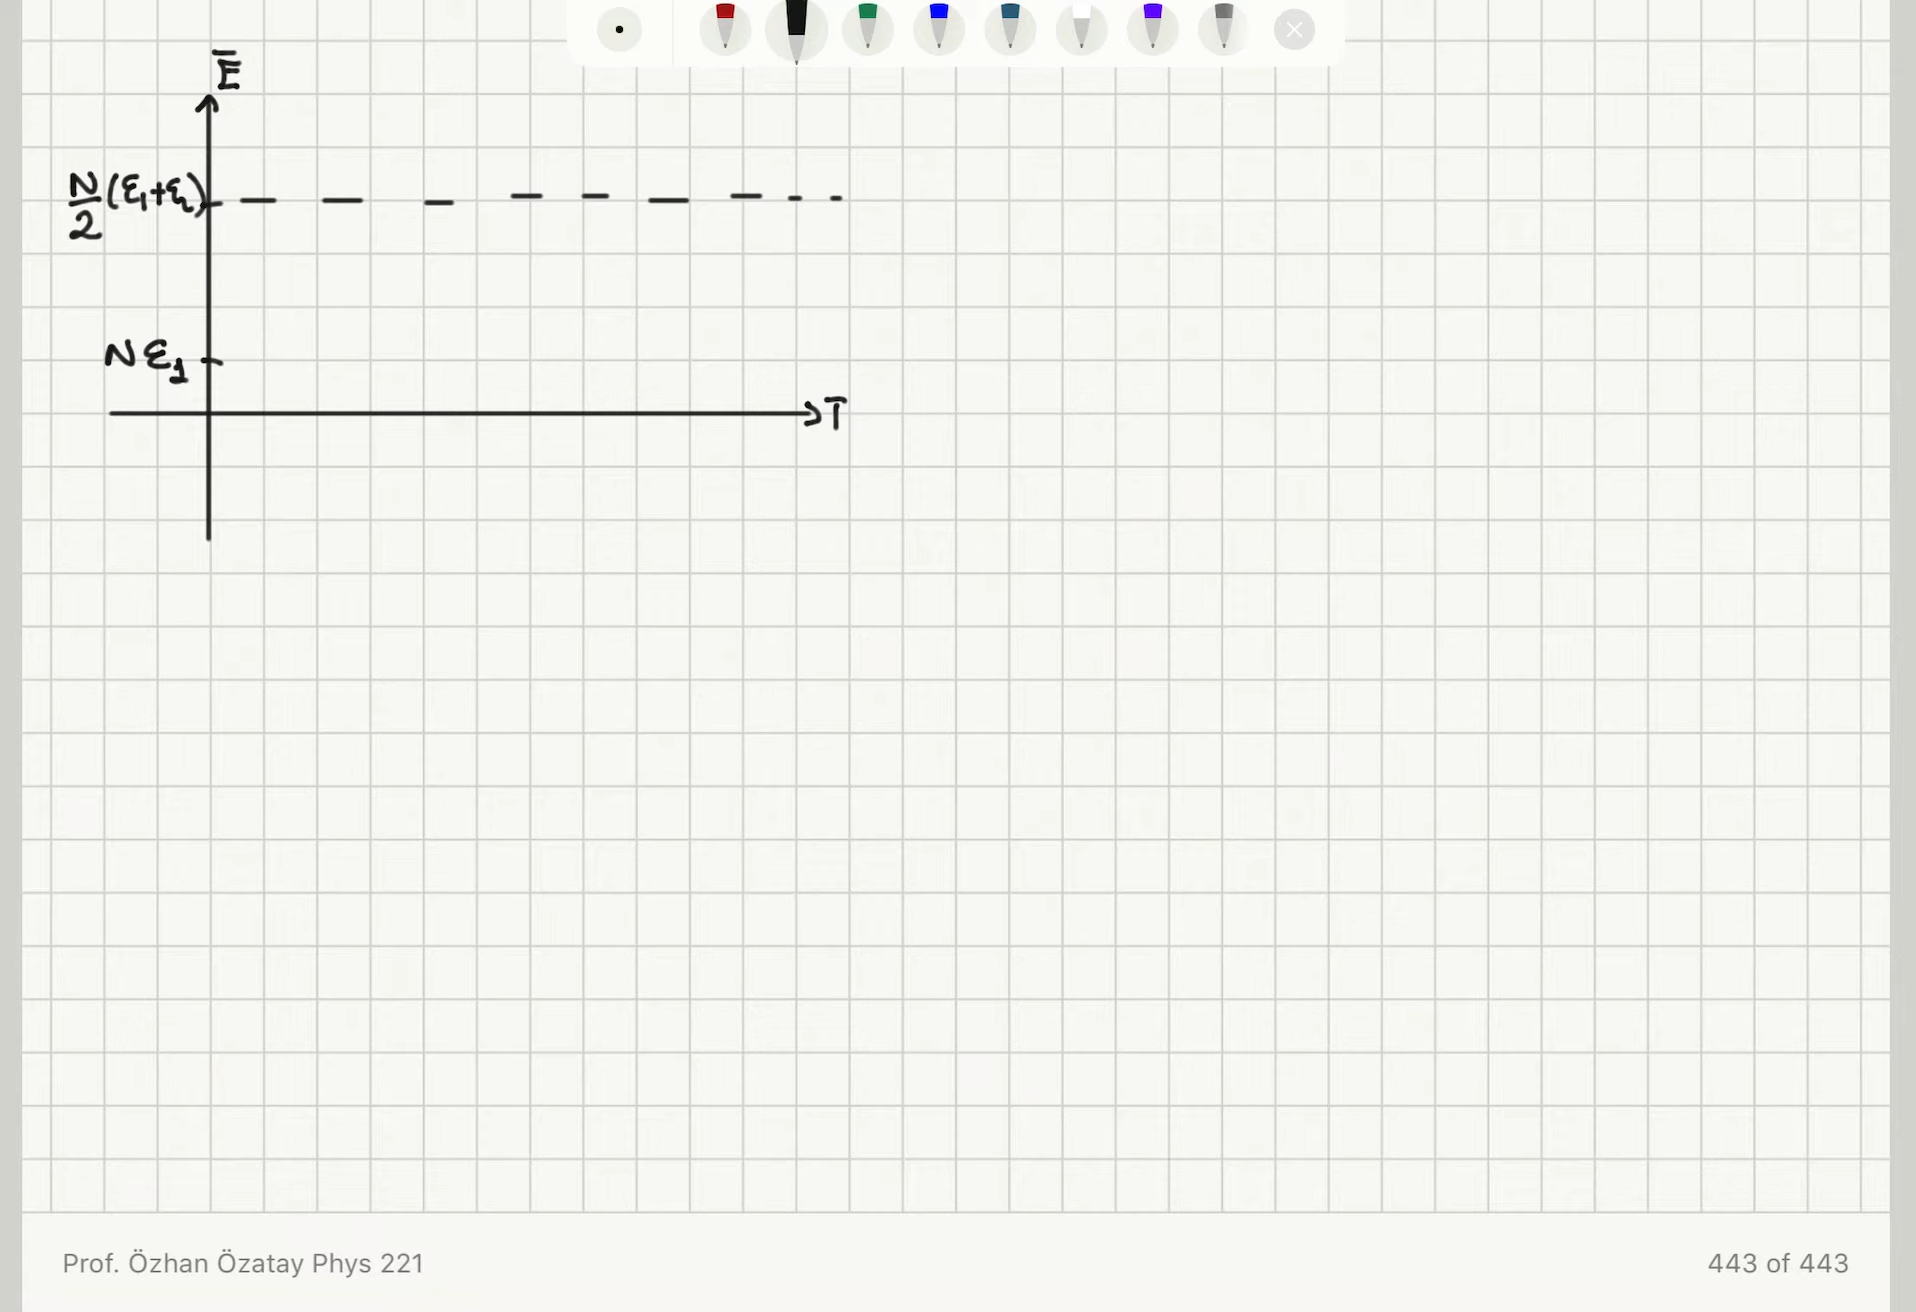 E̅
N/2 (ε₁+ε₂)
Nε₁
T
Prof. Özhan Özatay Phys 221
443 of 443